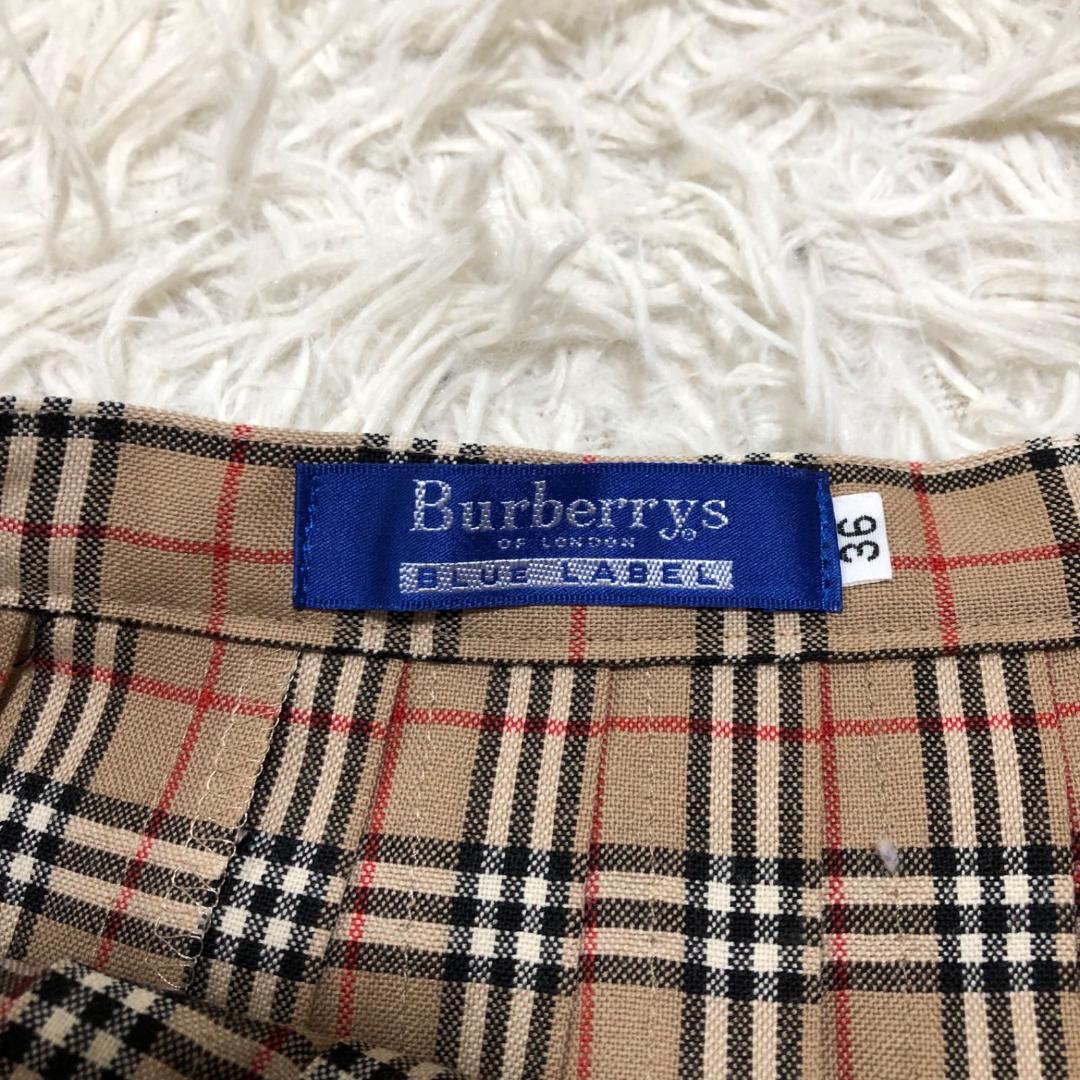 Burberrys
OF LONDON
BLUE LABEL
36